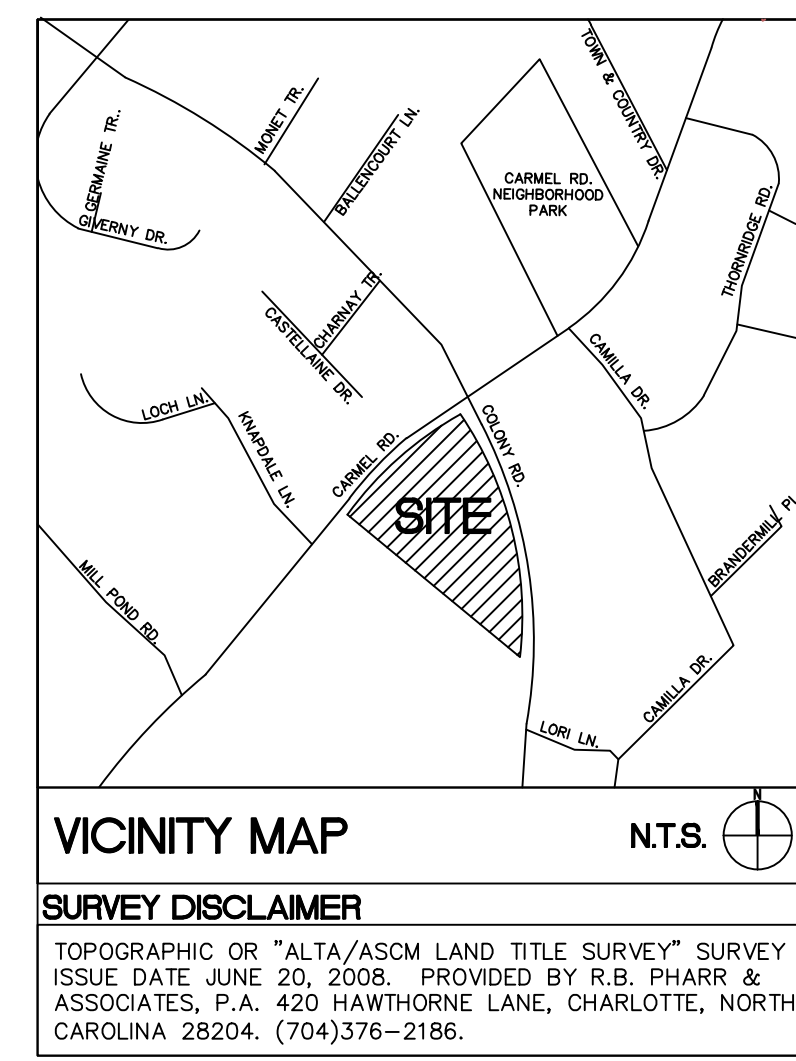 TOWN & COUNTRY DR.
MONET TR.
BALLENCOURT LN.
GERMAINE TR..
GIVERNY DR.
CARMEL RD.
NEIGHBORHOOD
PARK
THORNRIDGE RD.
CHARNAY TR.
CASTELLAINE DR.
CAMILLA DR.
LOCH LN.
KNAPDALE LN.
CARMEL RD.
COLONY RD.
SITE
BRANDERMILL
MILL POND RD.
CAMILLA DR.
LORI LN.
VICINITY MAP
N.T.S.
N
SURVEY DISCLAIMER
TOPOGRAPHIC OR "ALTA/ASCM LAND TITLE SURVEY" SURVEY
ISSUE DATE JUNE 20, 2008. PROVIDED BY R.B. PHARR &
ASSOCIATES, P.A. 420 HAWTHORNE LANE, CHARLOTTE, NORTH
CAROLINA 28204. (704)376-2186.